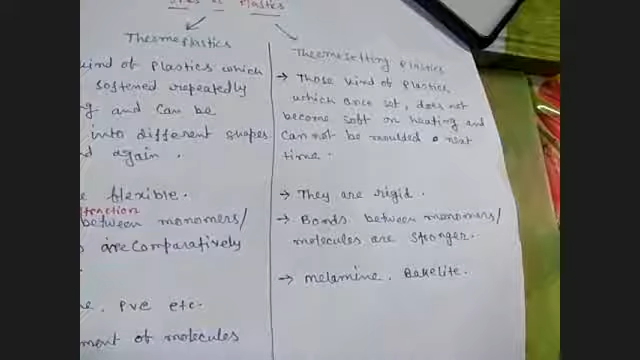 Types of Plastics
Thermoplastics
kind of Plastics which
softened repeatedly
and can be
into different shapes
again.
flexible.
attraction
between monomers/
are comparatively
PVC etc.
ment of molecules
Thermosetting Plastics
→ Those kind of Plastics
which once set, does not
become soft on heating and
can not be moulded a next
time.
→ They are rigid.
→ Bonds between monomers/
molecules are stronger.
→ Melamine. Bakelite.